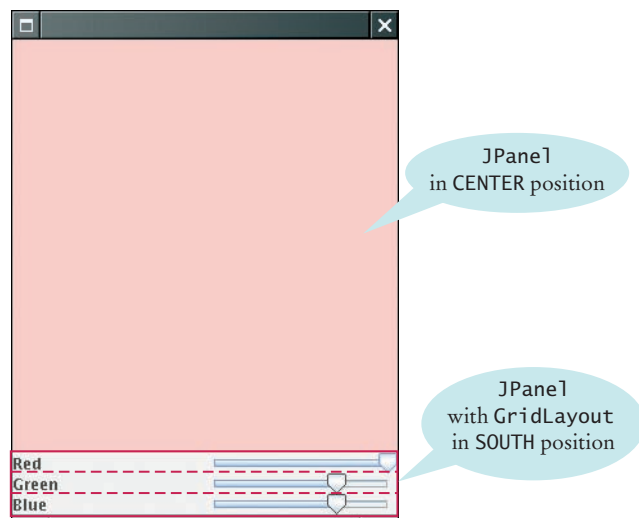 JPanel
in CENTER position
JPanel
with GridLayout
in SOUTH position
Red
Green
Blue